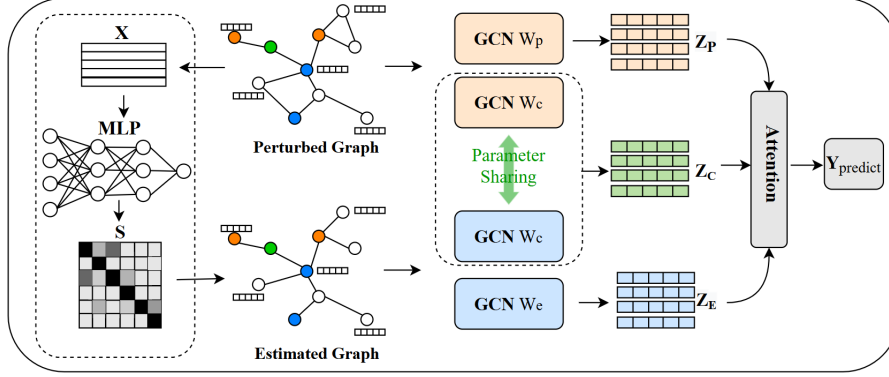 X
MLP
S
Perturbed Graph
Estimated Graph
GCN Wp
GCN Wc
Parameter
Sharing
GCN Wc
GCN We
ZP
ZC
ZE
Attention
Ypredict